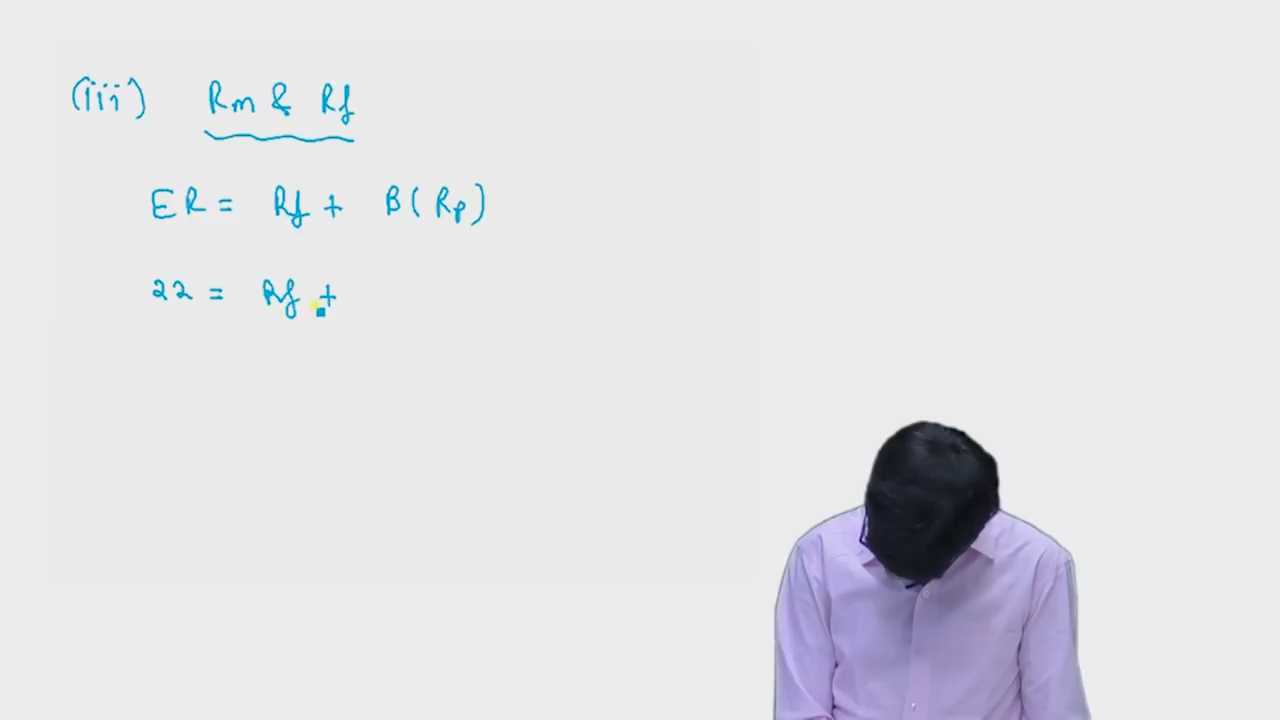 (iii) Rm & Rf
ER = Rf + B(Rp)
22 = Rf +